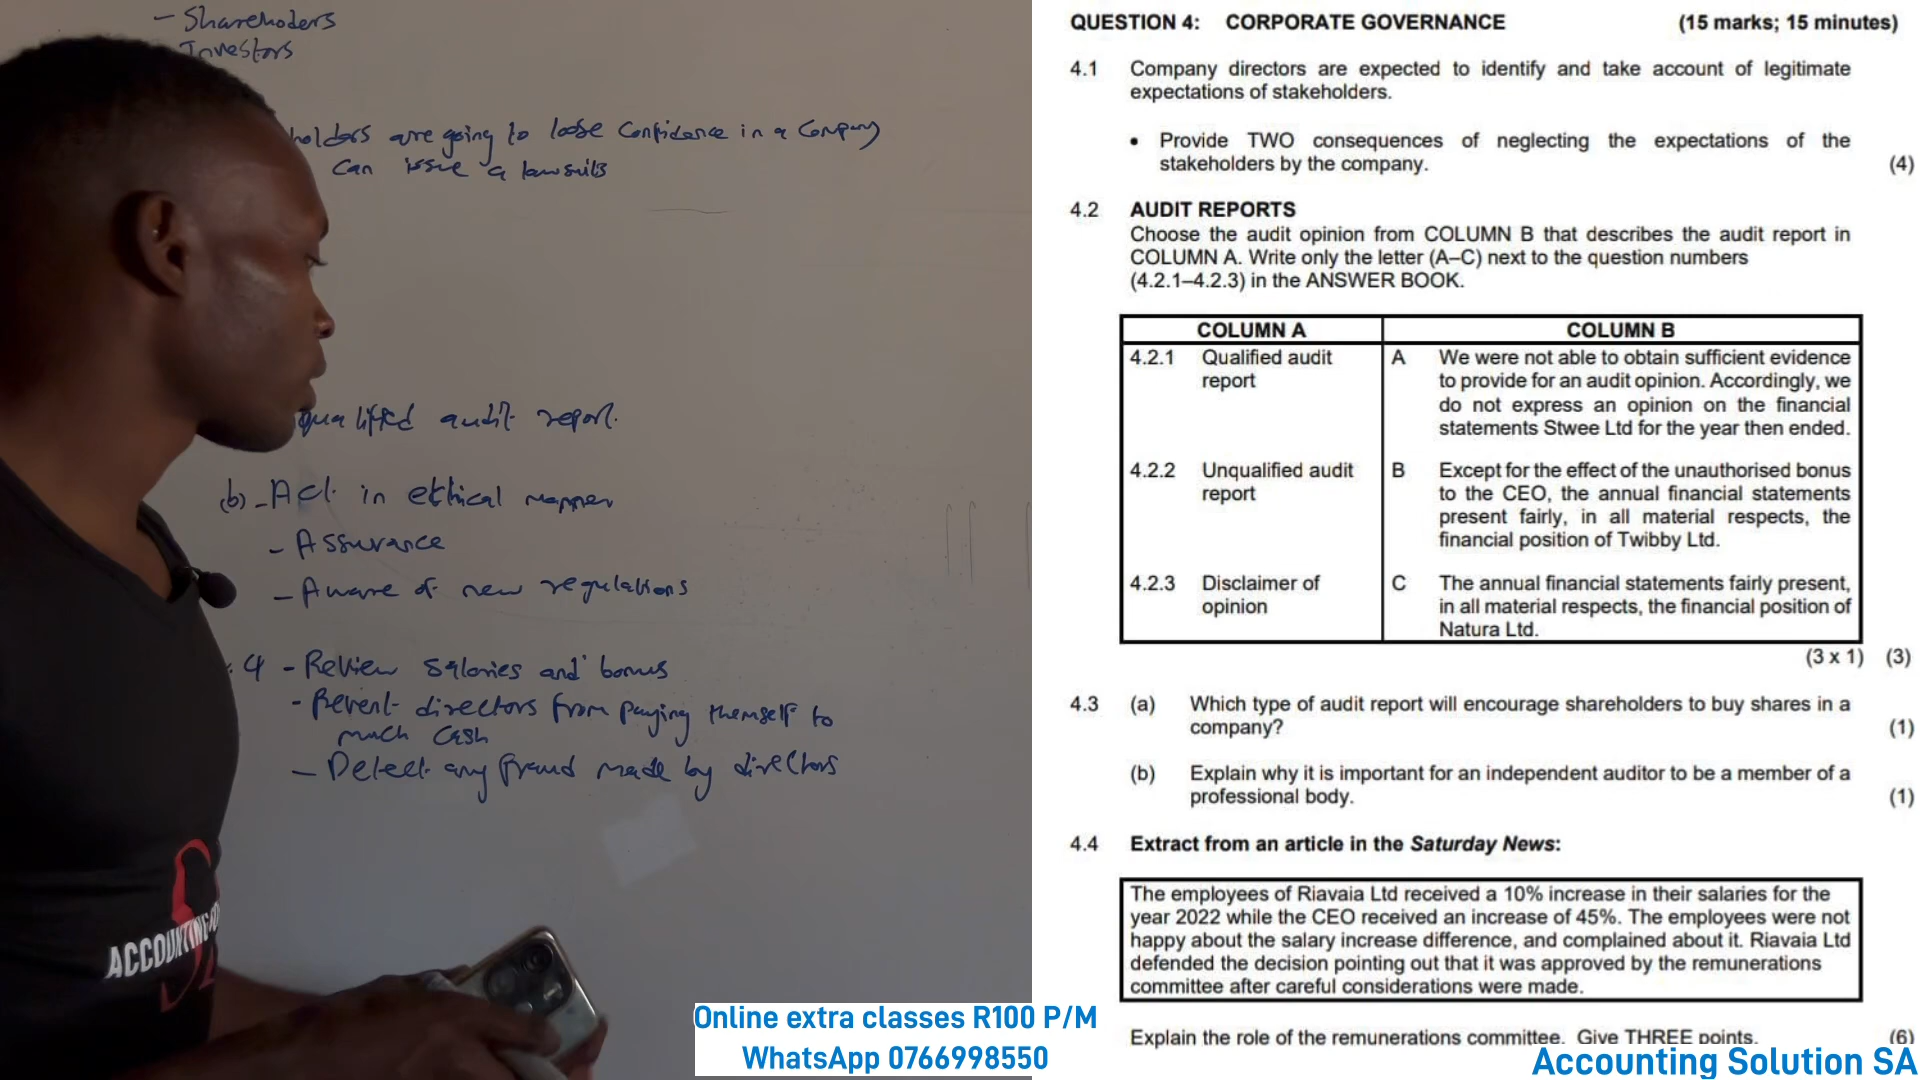 - Shareholders
Investors
holders are going to loose Confidence in a Company
Can issue a lawsuits
qualified audit report.
(b) - Act in ethical manner
- Assurance
- Aware of new regulations
.4 - Review salaries and bonus
- Prevent directors from paying themself to
much cash
- Detect any fraud made by directors
ACCOUNTING
Online extra classes R100 P/M
WhatsApp 0766998550
QUESTION 4: CORPORATE GOVERNANCE (15 marks; 15 minutes)
4.1 Company directors are expected to identify and take account of legitimate
expectations of stakeholders.
• Provide TWO consequences of neglecting the expectations of the
stakeholders by the company. (4)
4.2 AUDIT REPORTS
Choose the audit opinion from COLUMN B that describes the audit report in
COLUMN A. Write only the letter (A–C) next to the question numbers
(4.2.1–4.2.3) in the ANSWER BOOK.
COLUMN A COLUMN B
4.2.1 Qualified audit
report
A We were not able to obtain sufficient evidence
to provide for an audit opinion. Accordingly, we
do not express an opinion on the financial
statements Stwee Ltd for the year then ended.
4.2.2 Unqualified audit
report
B Except for the effect of the unauthorised bonus
to the CEO, the annual financial statements
present fairly, in all material respects, the
financial position of Twibby Ltd.
4.2.3 Disclaimer of
opinion
C The annual financial statements fairly present,
in all material respects, the financial position of
Natura Ltd.
(3 x 1) (3)
4.3 (a) Which type of audit report will encourage shareholders to buy shares in a
company? (1)
(b) Explain why it is important for an independent auditor to be a member of a
professional body. (1)
4.4 Extract from an article in the Saturday News:
The employees of Riavaia Ltd received a 10% increase in their salaries for the
year 2022 while the CEO received an increase of 45%. The employees were not
happy about the salary increase difference, and complained about it. Riavaia Ltd
defended the decision pointing out that it was approved by the remunerations
committee after careful considerations were made.
Explain the role of the remunerations committee. Give THREE points. (6)
Accounting Solution SA